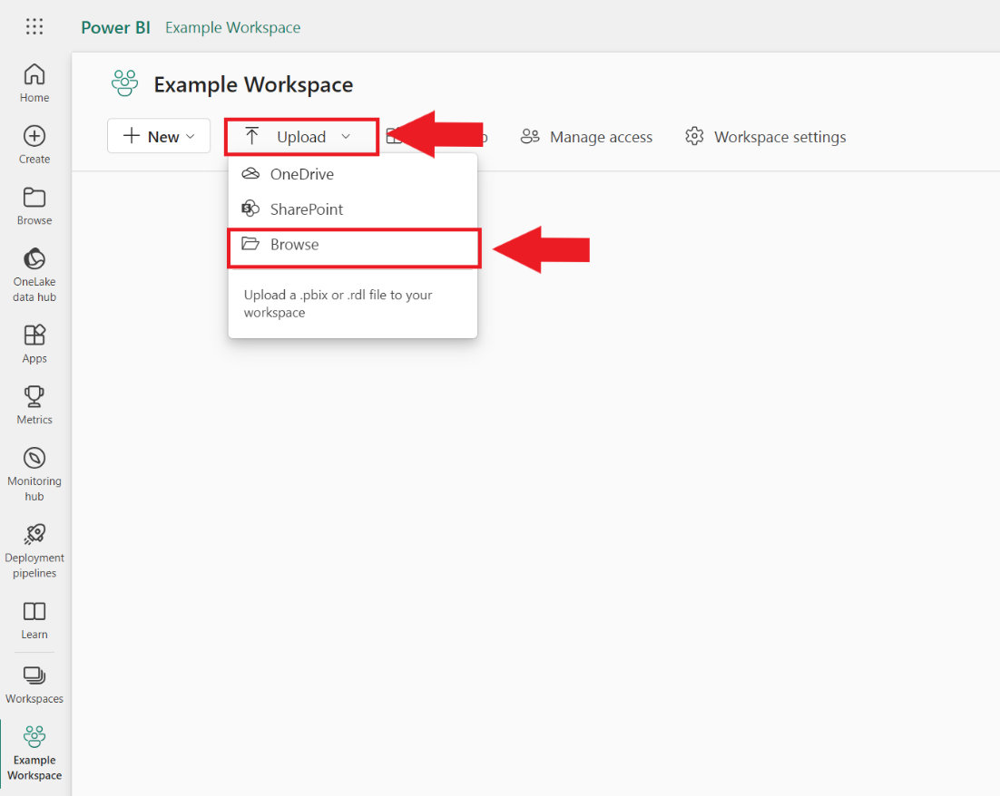 Power BI Example Workspace
Home
Create
Browse
OneLake
data hub
Apps
Metrics
Monitoring
hub
Deployment
pipelines
Learn
Workspaces
Example
Workspace
Example Workspace
New
Upload
Manage access
Workspace settings
OneDrive
SharePoint
Browse
Upload a .pbix or .rdl file to your
workspace